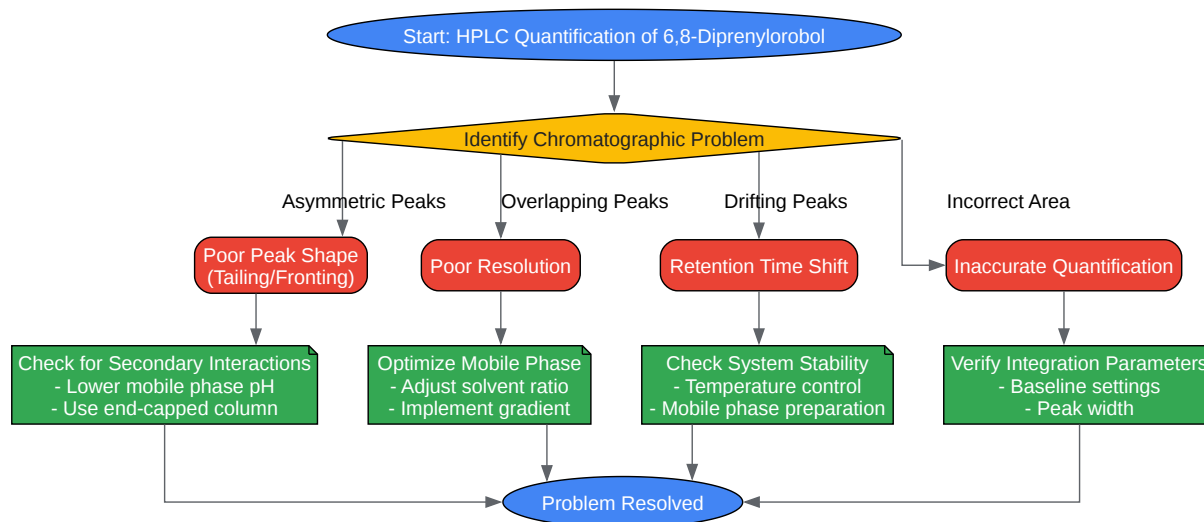 Start: HPLC Quantification of 6,8-Diprenylorobol
Identify Chromatographic Problem
Asymmetric Peaks
Overlapping Peaks
Drifting Peaks
Incorrect Area
Poor Peak Shape
(Tailing/Fronting)
Poor Resolution
Retention Time Shift
Inaccurate Quantification
Check for Secondary Interactions
- Lower mobile phase pH
- Use end-capped column
Optimize Mobile Phase
- Adjust solvent ratio
- Implement gradient
Check System Stability
- Temperature control
- Mobile phase preparation
Verify Integration Parameters
- Baseline settings
- Peak width
Problem Resolved